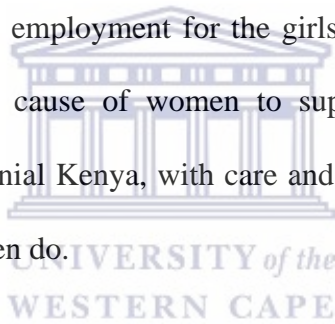 employment for the girls
cause of women to sup
nial Kenya, with care and
en do.
UNIVERSITY of the
WESTERN CAPE